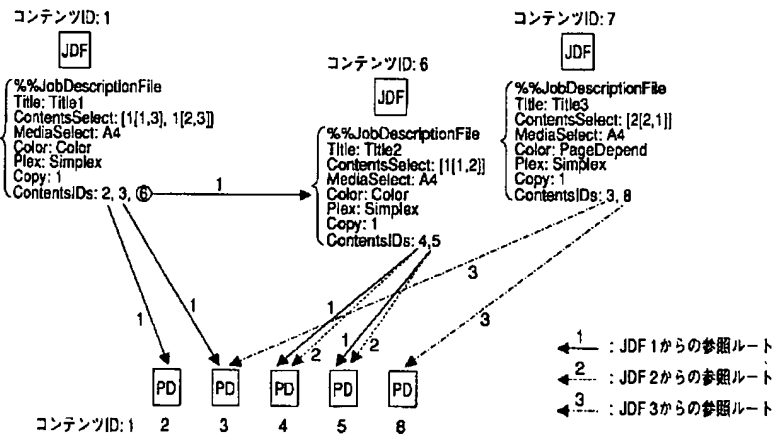 コンテンツID: 1
JDF
%%JobDescriptionFile
Title: Title1
ContentsSelect: [1[1,3], 1[2,3]]
MediaSelect: A4
Color: Color
Plex: Simplex
Copy: 1
ContentsIDs: 2, 3, ⑥
1
コンテンツID: 6
JDF
%%JobDescriptionFile
Title: Title2
ContentsSelect: [1[1,2]]
MediaSelect: A4
Color: Color
Plex: Simplex
Copy: 1
ContentsIDs: 4,5
コンテンツID: 7
JDF
%%JobDescriptionFile
Title: Title3
ContentsSelect: [2[2,1]]
MediaSelect: A4
Color: PageDepend
Plex: Simplex
Copy: 1
ContentsIDs: 3, 8
1
1
1
2
1
2
3
3
PD
PD
PD
PD
PD
コンテンツID: 1 2 3 4 5 8
1 : JDF 1からの参照ルート
2 : JDF 2からの参照ルート
3 : JDF 3からの参照ルート